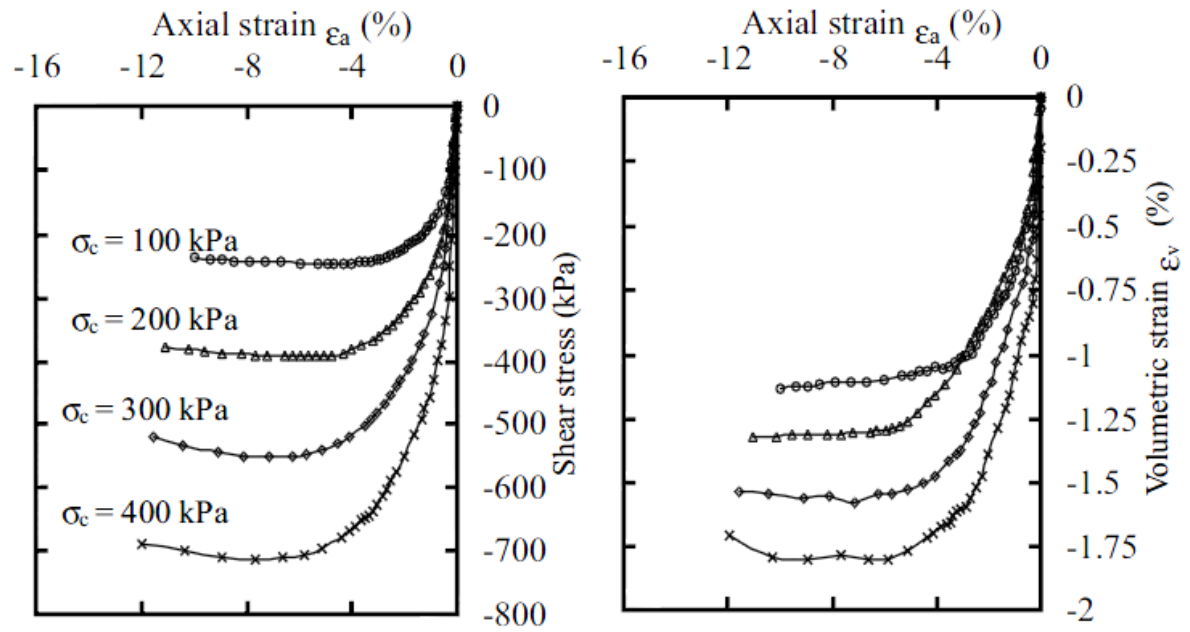 Axial strain εa (%)
-16 -12 -8 -4 0
0
-100
-200
-300
-400
-500
-600
-700
-800
Shear stress (kPa)
σc = 100 kPa
σc = 200 kPa
σc = 300 kPa
σc = 400 kPa
Axial strain εa (%)
-16 -12 -8 -4 0
0
-0.25
-0.5
-0.75
-1
-1.25
-1.5
-1.75
-2
Volumetric strain εv (%)